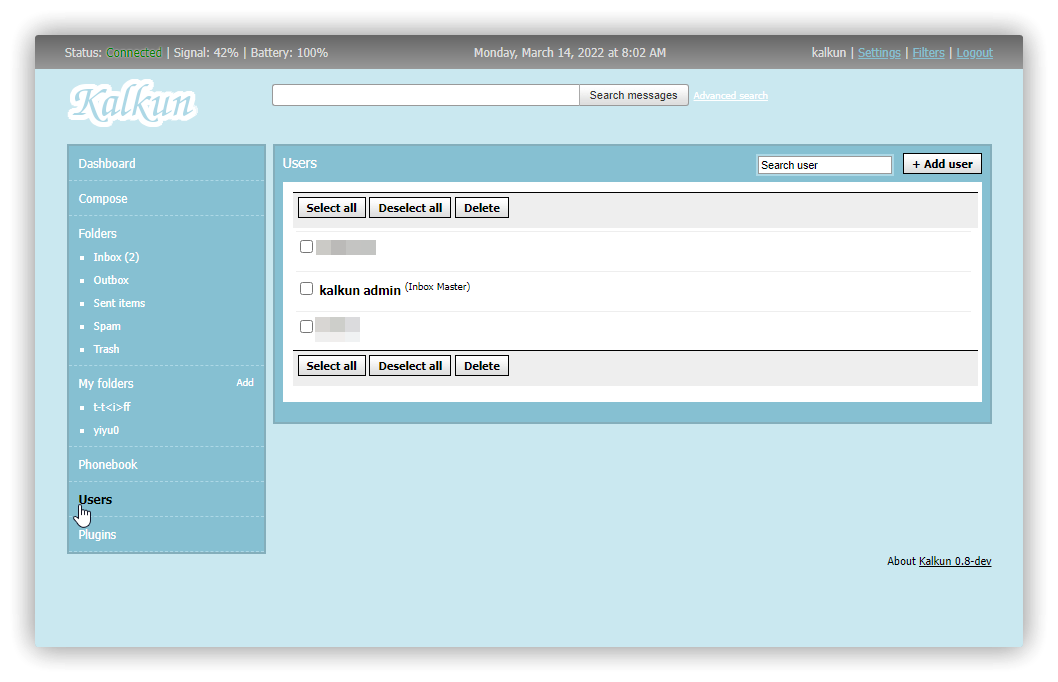 Status: Connected | Signal: 42% | Battery: 100%
Monday, March 14, 2022 at 8:02 AM
kalkun | Settings | Filters | Logout
Kalkun
Search messages
Advanced search
Dashboard
Compose
Folders
Inbox (2)
Outbox
Sent items
Spam
Trash
My folders
Add
t-t<i>ff
yiyu0
Phonebook
Users
Plugins
Users
Search user
+ Add user
Select all
Deselect all
Delete
kalkun admin (Inbox Master)
Select all
Deselect all
Delete
About Kalkun 0.8-dev